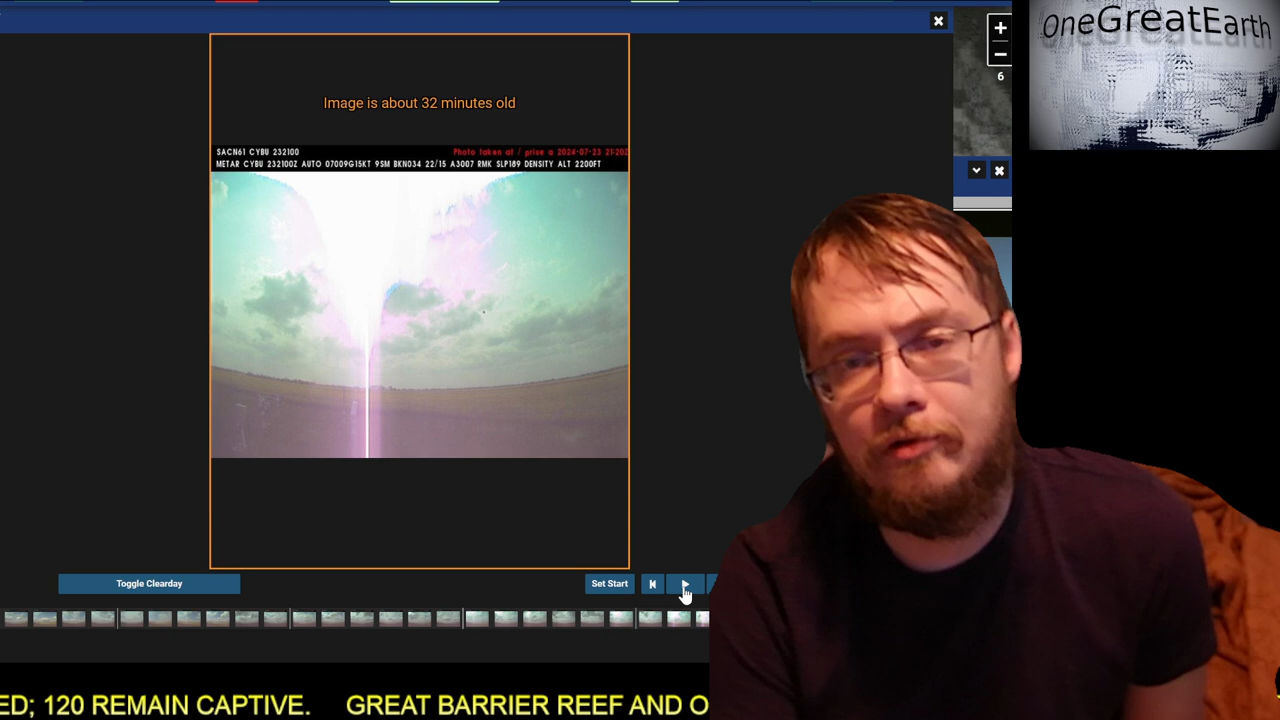 OneGreatEarth
6
Image is about 32 minutes old
SACN61 CYBU 232100
Photo taken at / prise a 2024-07-23 21:20Z
METAR CYBU 232100Z AUTO 07009G15KT 9SM BKN034 22/15 A3007 RMK SLP189 DENSITY ALT 2200FT
Toggle Clearday
Set Start
ED; 120 REMAIN CAPTIVE. GREAT BARRIER REEF AND O